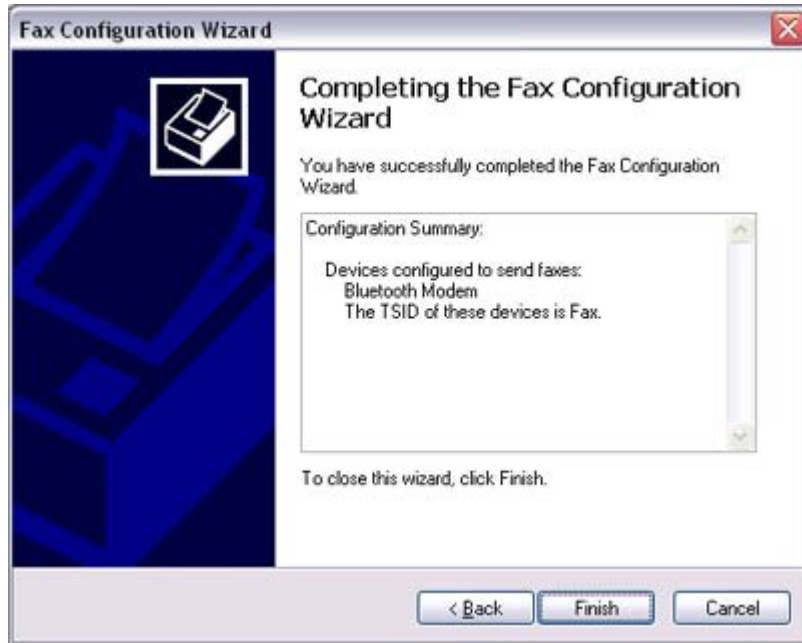 Fax Configuration Wizard
Completing the Fax Configuration
Wizard
You have successfully completed the Fax Configuration
Wizard.
Configuration Summary:
Devices configured to send faxes:
Bluetooth Modem
The TSID of these devices is Fax.
To close this wizard, click Finish.
< Back
Finish
Cancel